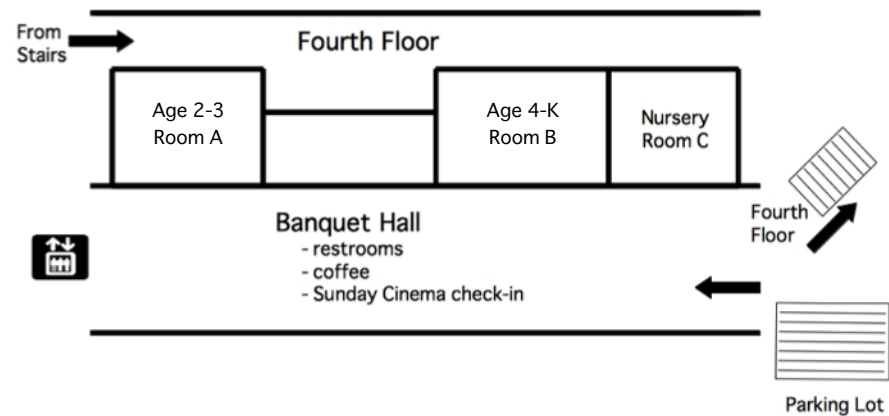 From
Stairs
Fourth Floor
Age 2-3
Room A
Age 4-K
Room B
Nursery
Room C
Banquet Hall
- restrooms
- coffee
- Sunday Cinema check-in
Fourth
Floor
Parking Lot